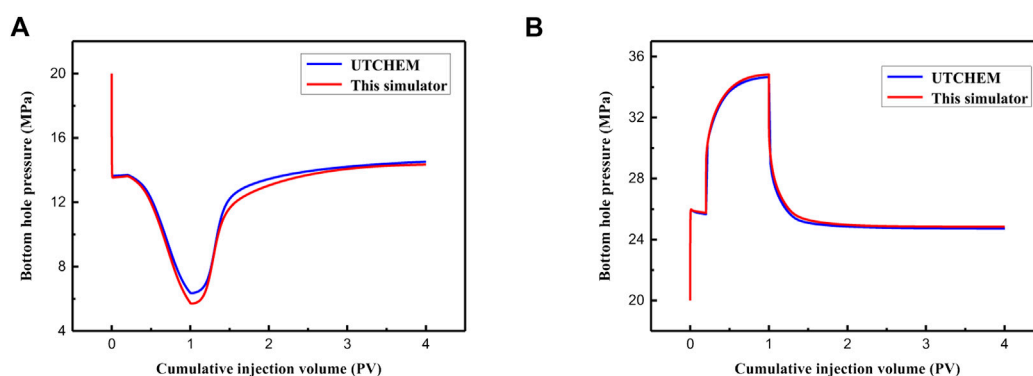 A
UTCHEM
This simulator
20
16
12
8
4
Bottom hole pressure (MPa)
0
1
2
3
4
Cumulative injection volume (PV)
B
UTCHEM
This simulator
36
32
28
24
20
Bottom hole pressure (MPa)
0
1
2
3
4
Cumulative injection volume (PV)